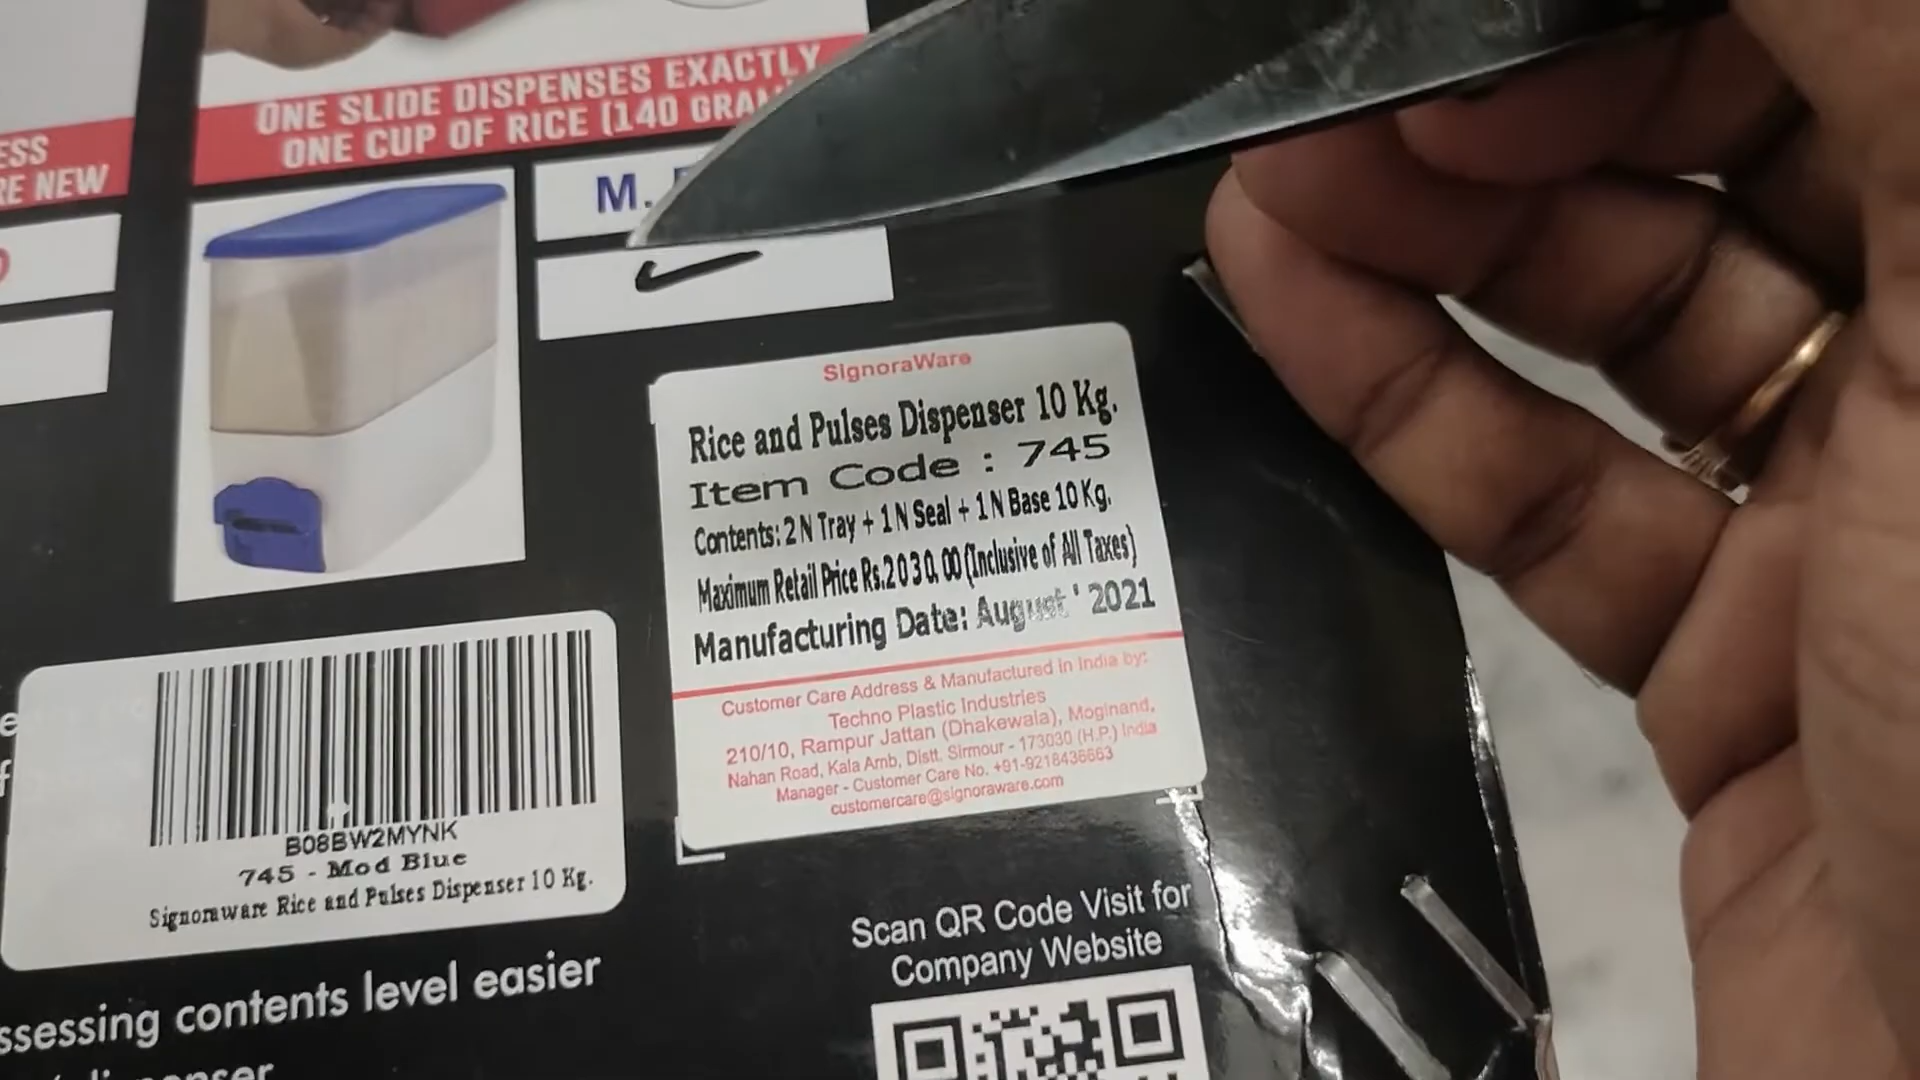 ONE SLIDE DISPENSES EXACTLY
ONE CUP OF RICE (140
ESS
RE NEW
M.
SignoraWare
Rice and Pulses Dispenser 10 Kg.
Item Code : 745
Contents: 2 N Tray + 1 N Seal + 1 N Base 10 Kg.
Maximum Retail Price Rs.2030.00 (Inclusive of All Taxes)
Manufacturing Date: August ' 2021
Customer Care Address & Manufactured in India by:
Techno Plastic Industries
210/10, Rampur Jattan (Dhakewala), Moginand,
Nahan Road, Kala Amb, Distt. Sirmour - 173030 (H.P.) India
Manager - Customer Care No. +91-9218436663
customercare@signoraware.com
B08BW2MYNK
745 - Mod Blue
Signoraware Rice and Pulses Dispenser 10 Kg.
Scan QR Code Visit for
Company Website
ssessing contents level easier